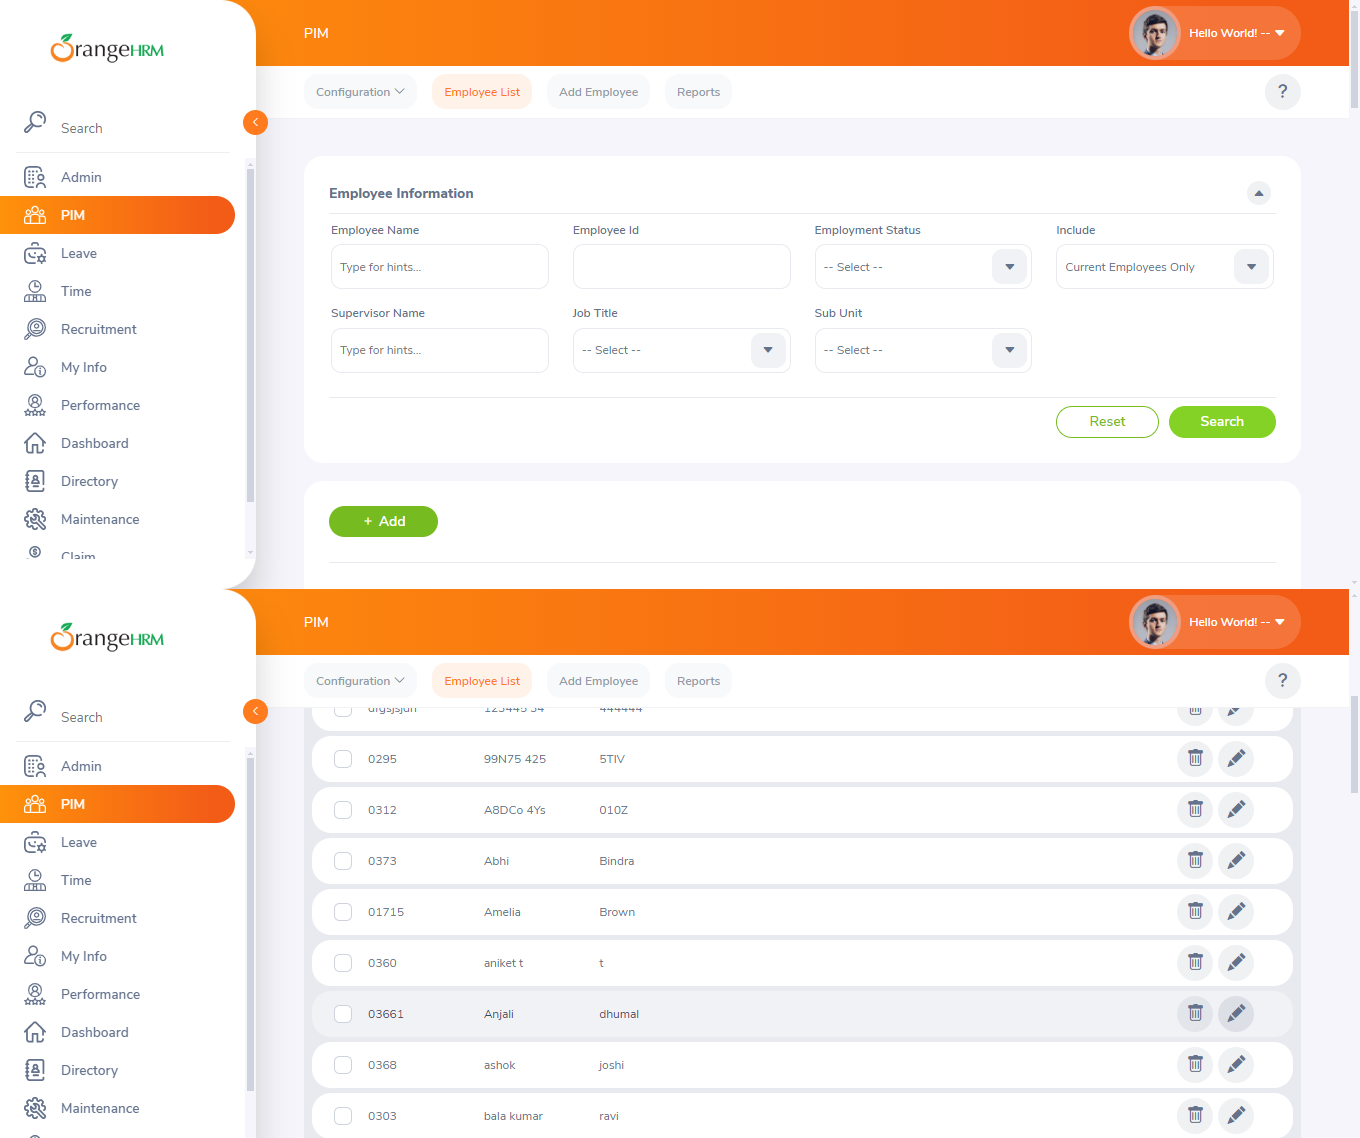 OrangeHRM
PIM
Hello World! --
Configuration
Employee List
Add Employee
Reports
?
Search
Admin
PIM
Leave
Time
Recruitment
My Info
Performance
Dashboard
Directory
Maintenance
Claim
Employee Information
Employee Name
Employee Id
Employment Status
Include
Type for hints...
-- Select --
Current Employees Only
Supervisor Name
Job Title
Sub Unit
Type for hints...
-- Select --
-- Select --
Reset
Search
+ Add
OrangeHRM
PIM
Hello World! --
Configuration
Employee List
Add Employee
Reports
?
Search
Admin
PIM
Leave
Time
Recruitment
My Info
Performance
Dashboard
Directory
Maintenance
444444
0295 99N75 425 5TIV
0312 A8DCo 4Ys 010Z
0373 Abhi Bindra
01715 Amelia Brown
0360 aniket t t
03661 Anjali dhumal
0368 ashok joshi
0303 bala kumar ravi